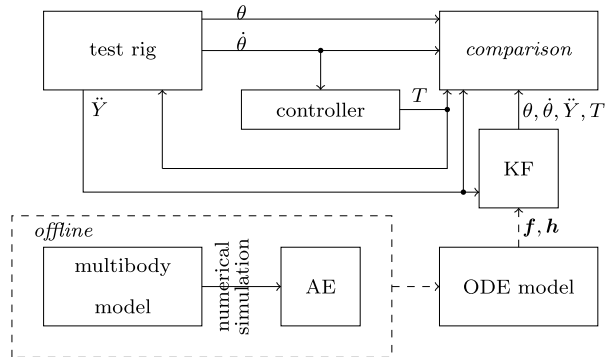 θ
test rig
θ̇
comparison
Ÿ
T
controller
θ, θ̇, Ÿ, T
KF
offline
f, h
multibody
model
numerical
simulation
AE
ODE model